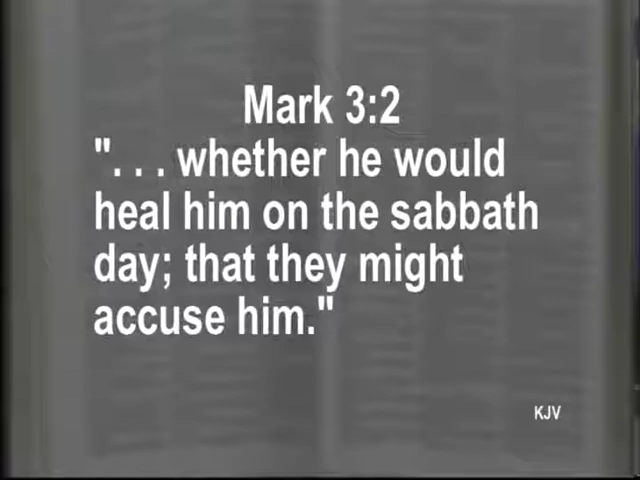 Mark 3:2
". . . whether he would
heal him on the sabbath
day; that they might
accuse him."
KJV